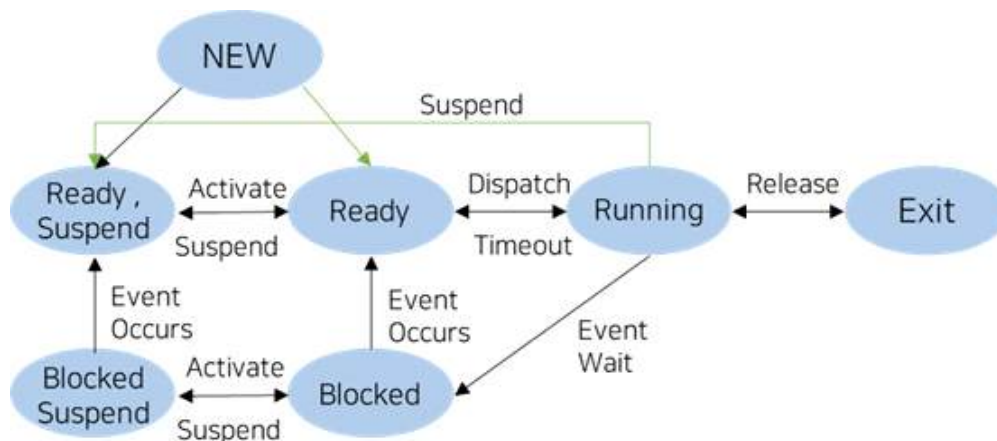 NEW
Suspend
Ready ,
Suspend
Activate
Suspend
Ready
Dispatch
Timeout
Running
Release
Exit
Event
Occurs
Event
Occurs
Event
Wait
Blocked
Suspend
Activate
Suspend
Blocked